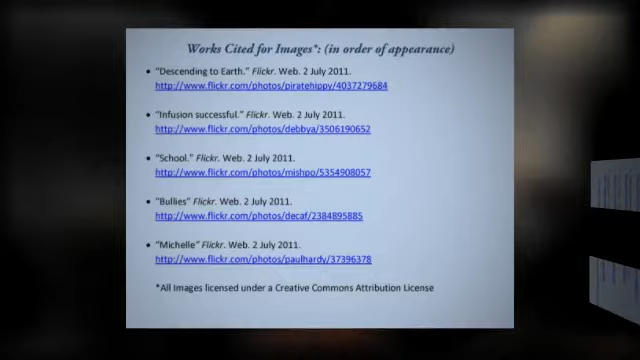 Works Cited for Images*: (in order of appearance)
• "Descending to Earth." Flickr. Web. 2 July 2011.
http://www.flickr.com/photos/piratehippy/4037279684
• "Infusion successful." Flickr. Web. 2 July 2011.
http://www.flickr.com/photos/debbya/3506190652
• "School." Flickr. Web. 2 July 2011.
http://www.flickr.com/photos/mishpo/5354908057
• "Bullies" Flickr. Web. 2 July 2011.
http://www.flickr.com/photos/decaf/2384895885
• "Michelle" Flickr. Web. 2 July 2011.
http://www.flickr.com/photos/paulhardy/37396378
*All Images licensed under a Creative Commons Attribution License